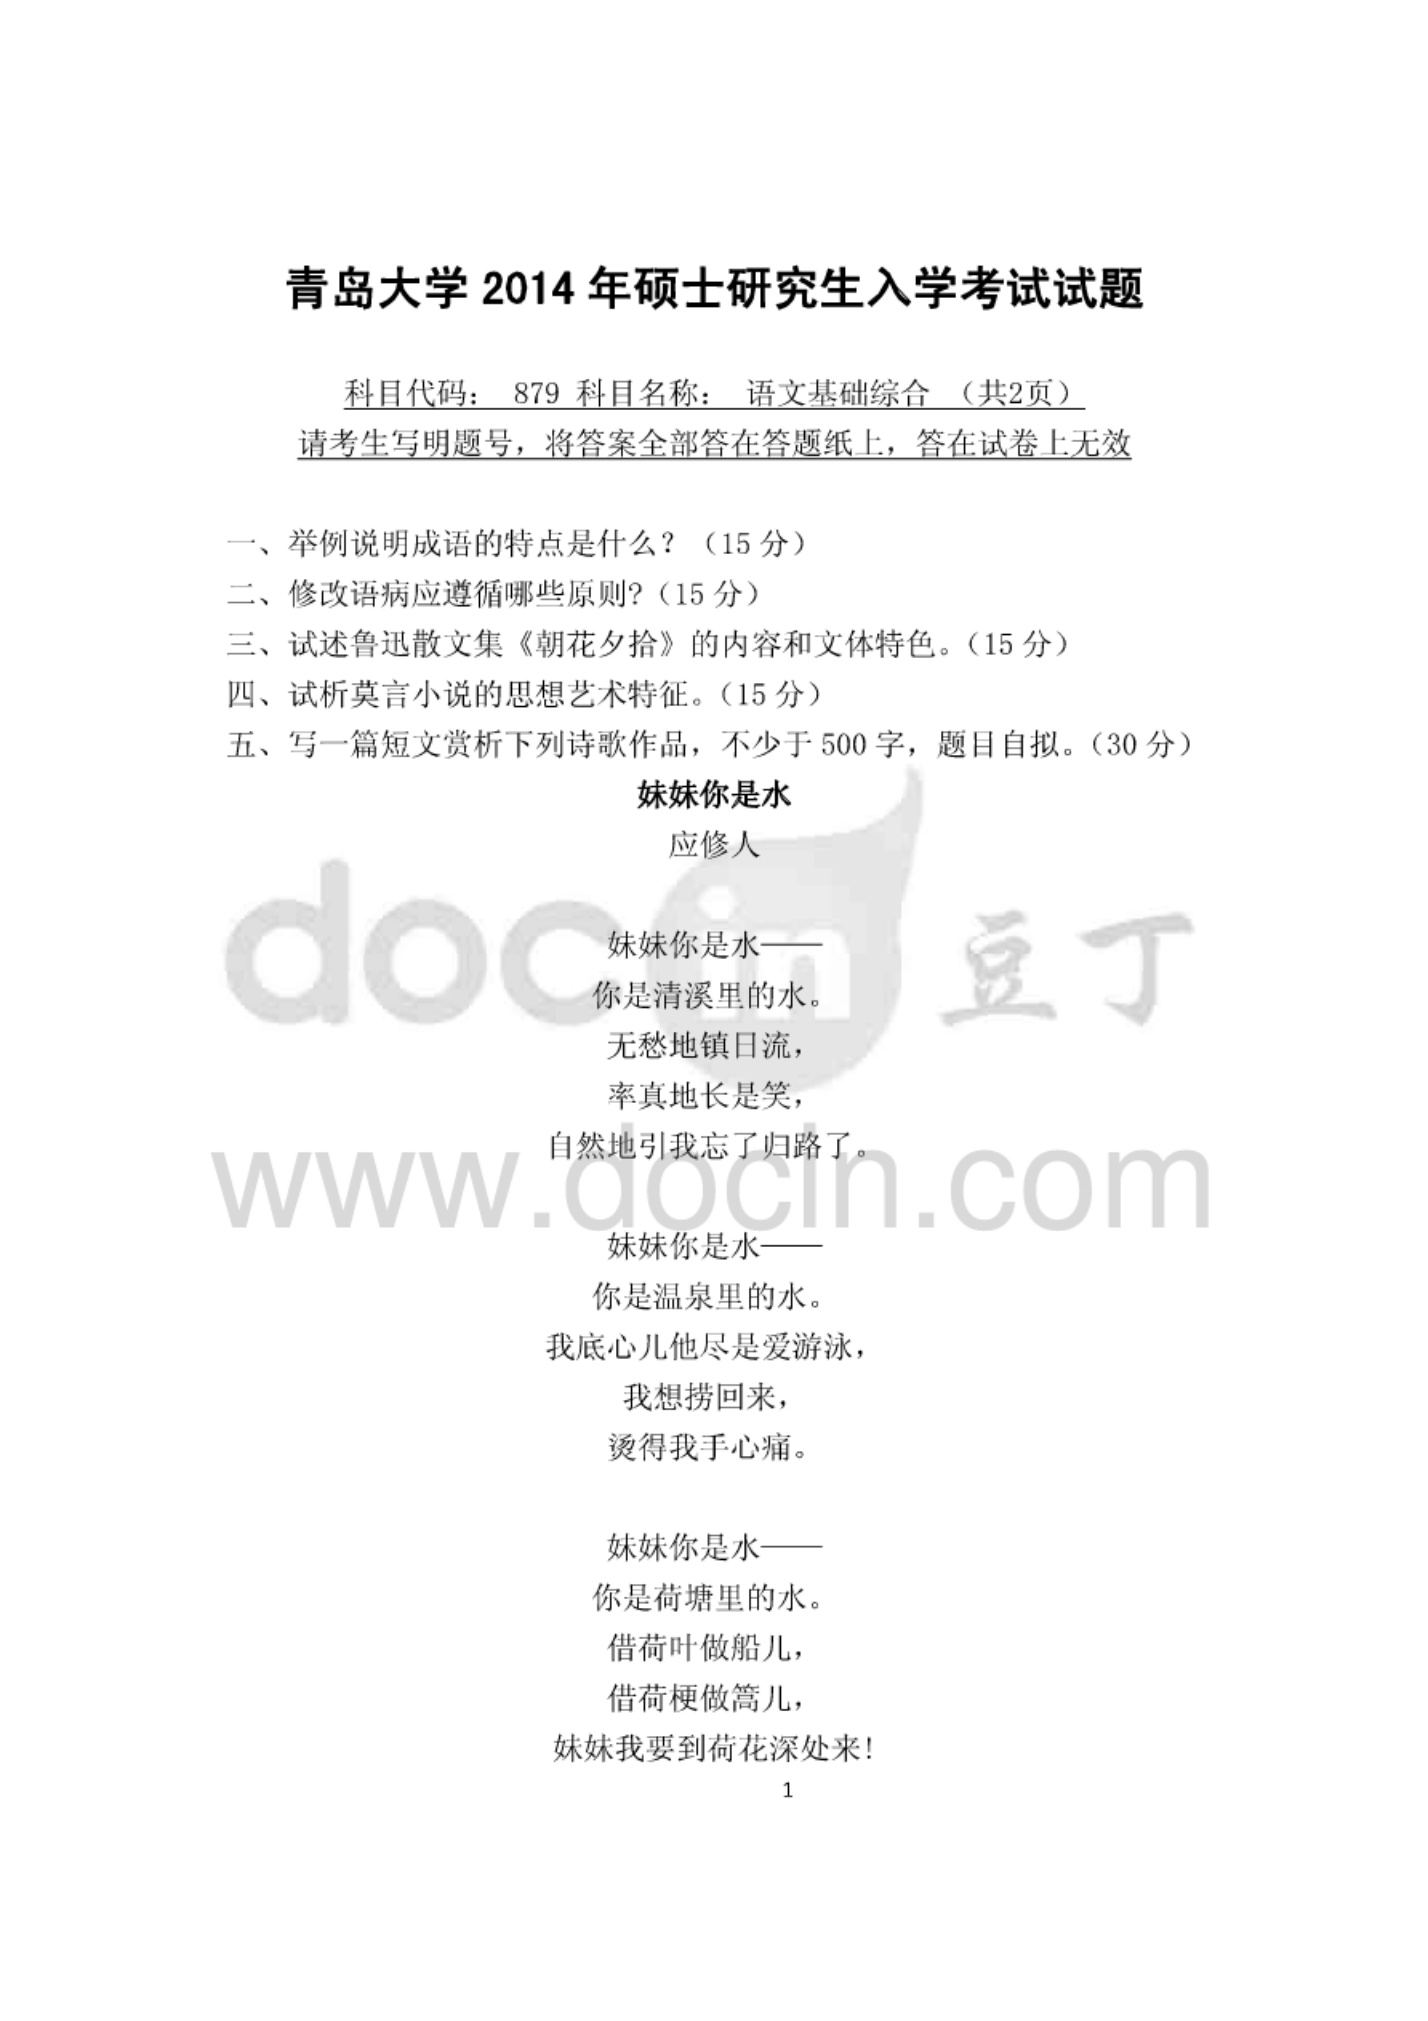 青岛大学 2014 年硕士研究生入学考试试题
科目代码： 879 科目名称： 语文基础综合 （共2页）
请考生写明题号，将答案全部答在答题纸上，答在试卷上无效
一、举例说明成语的特点是什么？（15 分）
二、修改语病应遵循哪些原则?（15 分）
三、试述鲁迅散文集《朝花夕拾》的内容和文体特色。（15 分）
四、试析莫言小说的思想艺术特征。（15 分）
五、写一篇短文赏析下列诗歌作品，不少于 500 字，题目自拟。（30 分）
妹妹你是水
应修人
妹妹你是水——
你是清溪里的水。
无愁地镇日流，
率真地长是笑，
自然地引我忘了归路了。
妹妹你是水——
你是温泉里的水。
我底心儿他尽是爱游泳，
我想捞回来，
烫得我手心痛。
妹妹你是水——
你是荷塘里的水。
借荷叶做船儿，
借荷梗做篙儿，
妹妹我要到荷花深处来!
1
docin 豆丁
www.docin.com